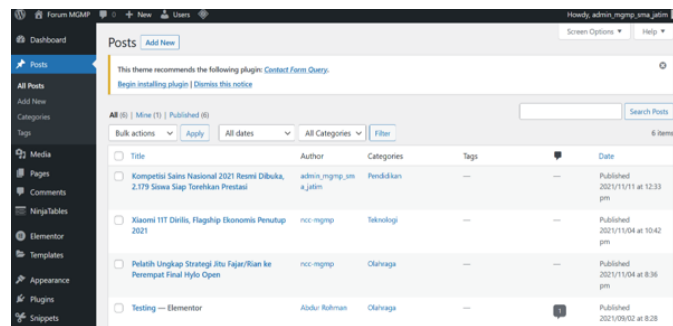 Forum MGMP 0 + New Users Howdy, admin_mgmp_sma_jatim
Screen Options ▼ Help ▼
Dashboard
Posts
All Posts
Add New
Categories
Tags
Media
Pages
Comments
NinjaTables
Elementor
Templates
Appearance
Plugins
Snippets
Posts Add New
This theme recommends the following plugin: Contact Form Query.
Begin installing plugin | Dismiss this notice
All (6) | Mine (1) | Published (6)
Search Posts
Bulk actions Apply All dates All Categories Filter 6 items
Title Author Categories Tags Date
Kompetisi Sains Nasional 2021 Resmi Dibuka,
2.179 Siswa Siap Torehkan Prestasi
admin_mgmp_sm
a_jatim
Pendidikan — —
Published
2021/11/11 at 12:33
pm
Xiaomi 11T Dirilis, Flagship Ekonomis Penutup
2021
ncc-mgmp Teknologi — —
Published
2021/11/04 at 10:42
pm
Pelatih Ungkap Strategi Jitu Fajar/Rian ke
Perempat Final Hylo Open
ncc-mgmp Olahraga — —
Published
2021/11/04 at 8:36
pm
Testing — Elementor Abdur Rohman Olahraga — 1
Published
2021/09/02 at 8:28